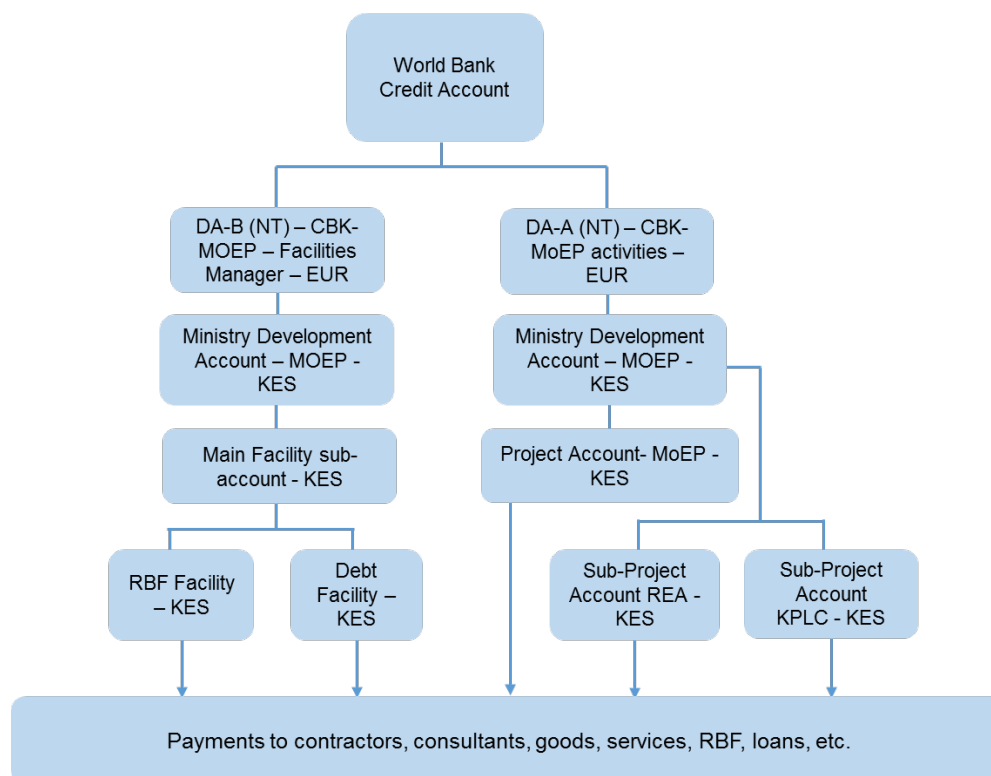 World Bank
Credit Account
DA-B (NT) – CBK-
MOEP – Facilities
Manager – EUR
DA-A (NT) – CBK-
MoEP activities –
EUR
Ministry Development
Account – MOEP -
KES
Ministry Development
Account – MOEP -
KES
Main Facility sub-
account - KES
Project Account- MoEP -
KES
RBF Facility
– KES
Debt
Facility –
KES
Sub-Project
Account REA -
KES
Sub-Project
Account
KPLC - KES
Payments to contractors, consultants, goods, services, RBF, loans, etc.